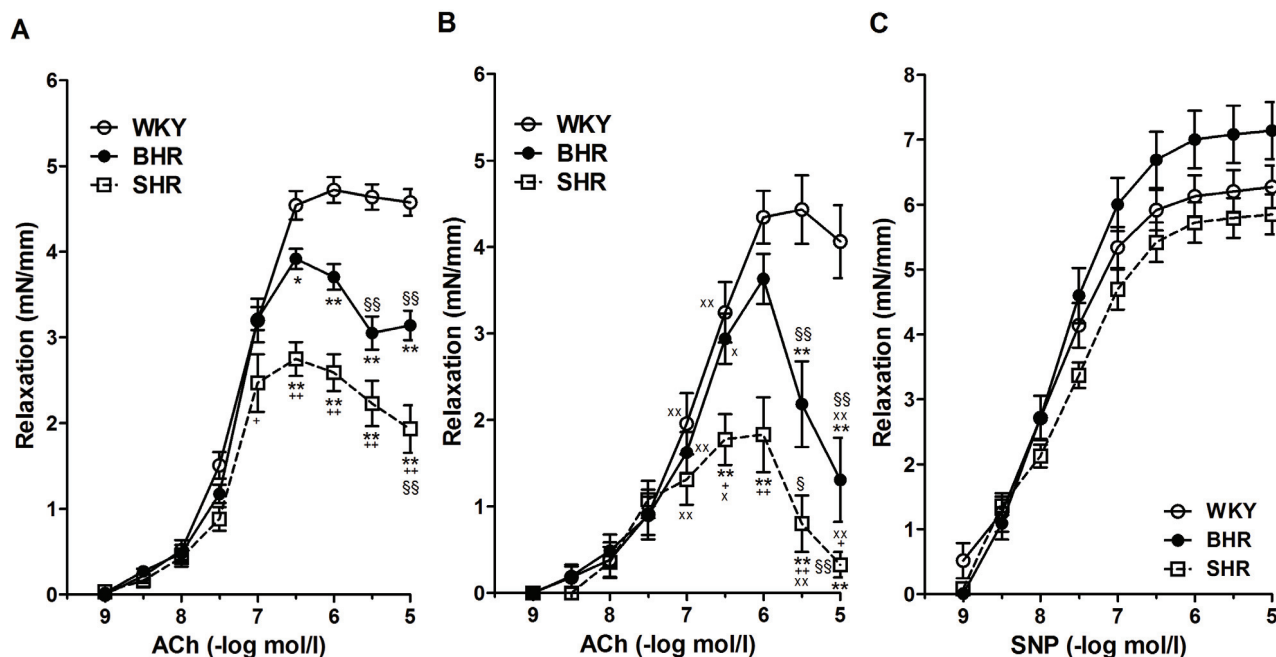 A
Relaxation (mN/mm)
6
5
4
3
2
1
0
WKY
BHR
SHR
*
**
§§
**
§§
**
+
**
++
**
++
**
++
**
++
§§
9 8 7 6 5
ACh (-log mol/l)
B
Relaxation (mN/mm)
6
5
4
3
2
1
0
WKY
BHR
SHR
xx
x
xx
xx
xx
§§
**
§§
xx
**
**
+
x
**
++
§
**
++
xx
xx
+
§§
**
9 8 7 6 5
ACh (-log mol/l)
C
Relaxation (mN/mm)
8
7
6
5
4
3
2
1
0
WKY
BHR
SHR
9 8 7 6 5
SNP (-log mol/l)